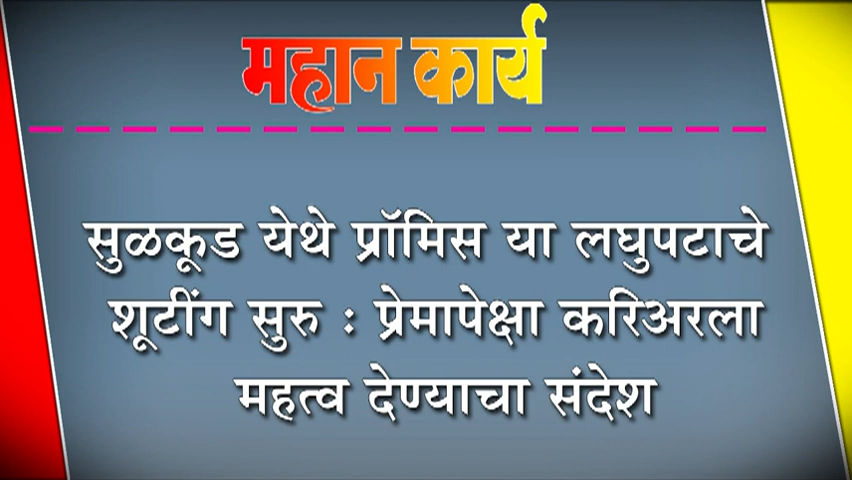 महान कार्य
सुळकूड येथे प्रॉमिस या लघुपटाचे
शूटींग सुरु : प्रेमापेक्षा करिअरला
महत्व देण्याचा संदेश